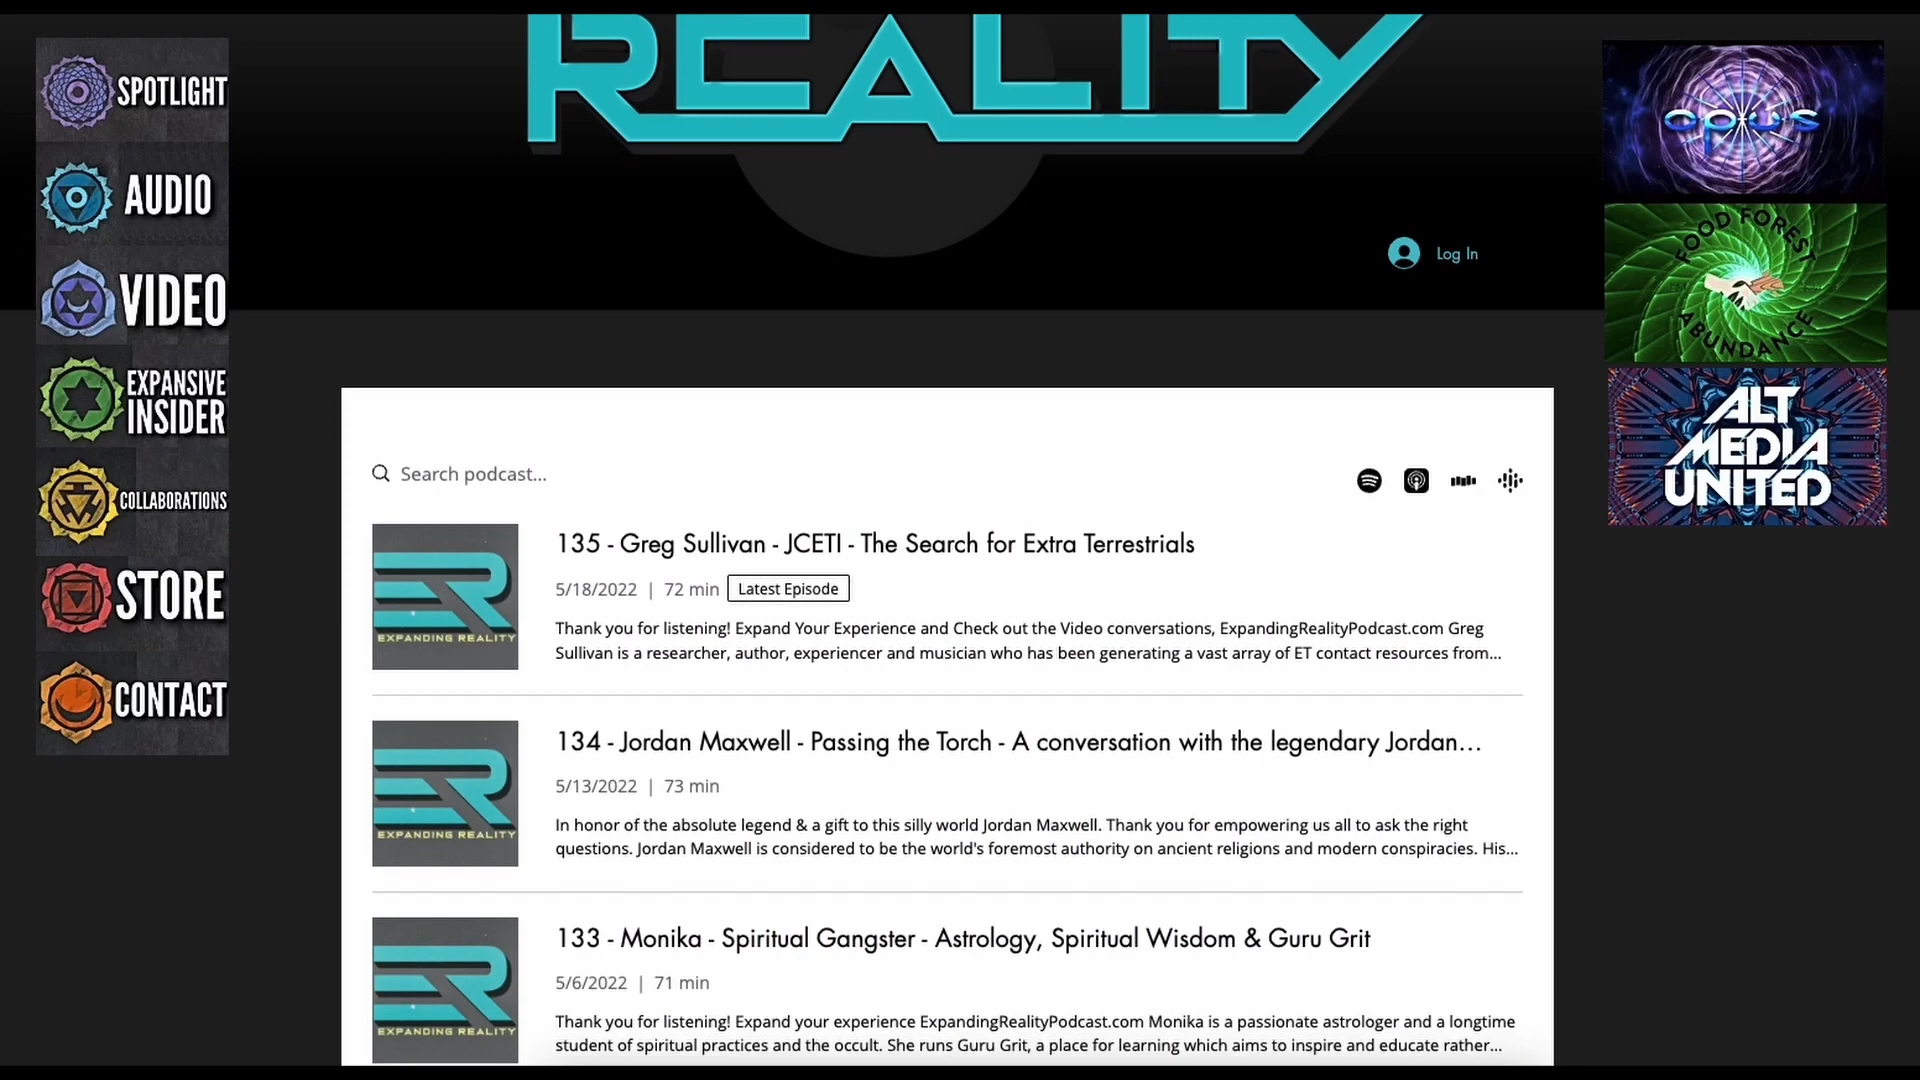 REALITY
SPOTLIGHT
AUDIO
VIDEO
EXPANSIVE
INSIDER
COLLABORATIONS
STORE
CONTACT
opus
FOOD FOREST
ABUNDANCE
ALT
MEDIA
UNITED
Log In
Search podcast...
135 - Greg Sullivan - JCETI - The Search for Extra Terrestrials
5/18/2022 | 72 min Latest Episode
Thank you for listening! Expand Your Experience and Check out the Video conversations, ExpandingRealityPodcast.com Greg
Sullivan is a researcher, author, experiencer and musician who has been generating a vast array of ET contact resources from...
ER
EXPANDING REALITY
134 - Jordan Maxwell - Passing the Torch - A conversation with the legendary Jordan...
5/13/2022 | 73 min
In honor of the absolute legend & a gift to this silly world Jordan Maxwell. Thank you for empowering us all to ask the right
questions. Jordan Maxwell is considered to be the world's foremost authority on ancient religions and modern conspiracies. His...
ER
EXPANDING REALITY
133 - Monika - Spiritual Gangster - Astrology, Spiritual Wisdom & Guru Grit
5/6/2022 | 71 min
Thank you for listening! Expand your experience ExpandingRealityPodcast.com Monika is a passionate astrologer and a longtime
student of spiritual practices and the occult. She runs Guru Grit, a place for learning which aims to inspire and educate rather...
ER
EXPANDING REALITY